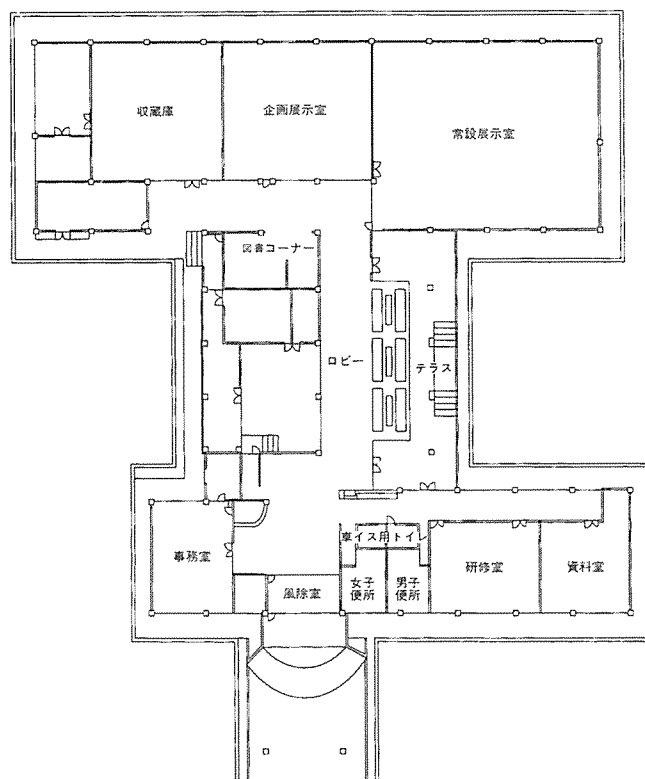 収蔵庫
企画展示室
常設展示室
図書コーナー
ロビー
テラス
車イス用トイレ
事務室
研修室
資料室
風除室
女子
便所
男子
便所